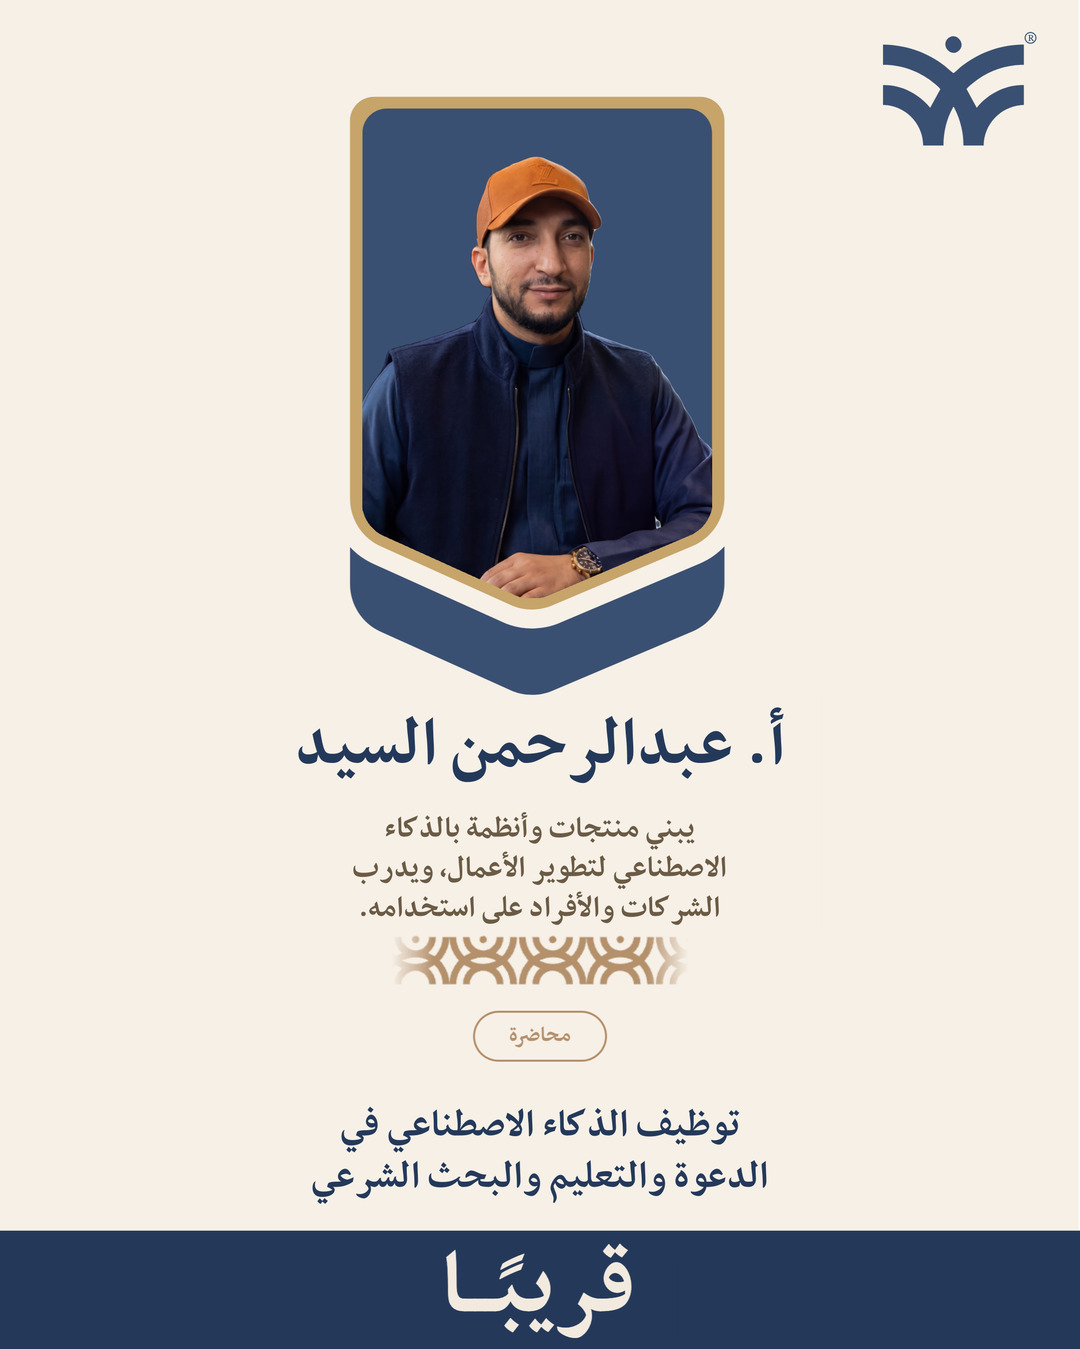 ®
أ. عبدالرحمن السيد
يبني منتجات وأنظمة بالذكاء
الاصطناعي لتطوير الأعمال، ويدرب
الشركات والأفراد على استخدامه.
محاضرة
توظيف الذكاء الاصطناعي في
الدعوة والتعليم والبحث الشرعي
قريبًا